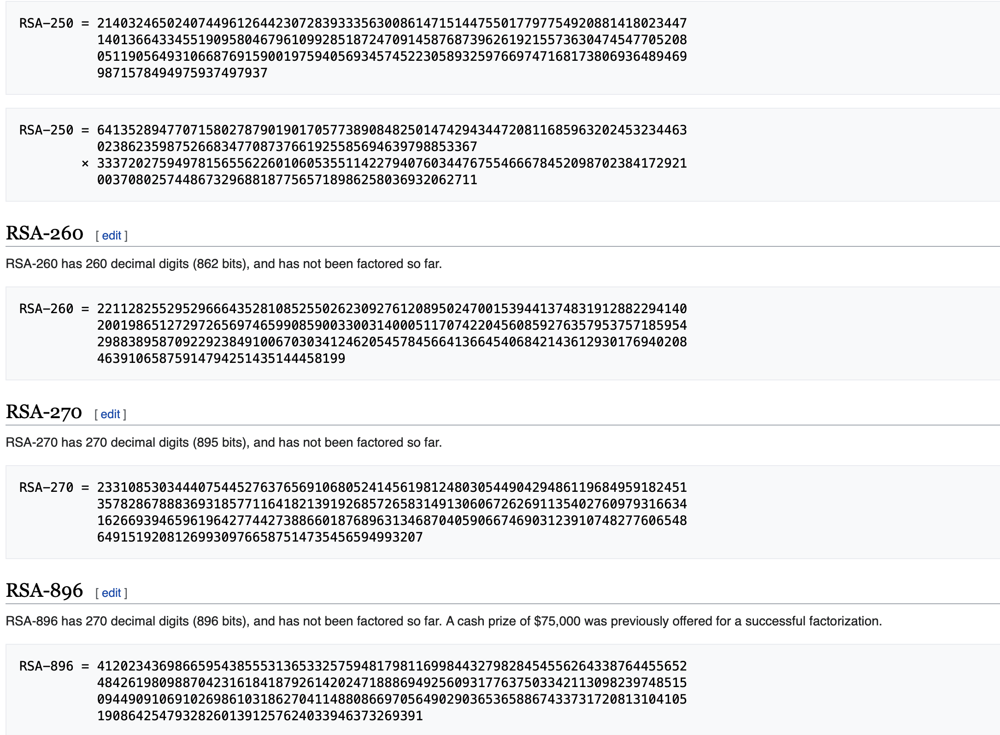 RSA-250 = 2140324650240744961264423072839333563008614715144755017797754920881418023447
1401366433455190958046796109928518724709145876873962619215573630474547705208
0511905649310668769159001975940569345745223058932597669747168173806936489469
9871578494975937497937
RSA-250 = 6413528947707158027879019017057738908482501474294344720811685963202453234463
0238623598752668347708737661925585694639798853367
× 3337202759497815655622601060535511422794076034476755466678452098702384172921
0037080257448673296881877565718986258036932062711
RSA-260 [ edit ]
RSA-260 has 260 decimal digits (862 bits), and has not been factored so far.
RSA-260 = 2211282552952966643528108525502623092761208950247001539441374831912882294140
2001986512729726569746599085900330031400051170742204560859276357953757185954
2988389587092292384910067030341246205457845664136645406842143612930176940208
46391065875914794251435144458199
RSA-270 [ edit ]
RSA-270 has 270 decimal digits (895 bits), and has not been factored so far.
RSA-270 = 2331085303444075445276376569106805241456198124803054490429486119684959182451
3578286788836931857711641821391926857265831491306067262691135402760979316634
1626693946596196427744273886601876896313468704059066746903123910748277606548
649151920812699309766587514735456594993207
RSA-896 [ edit ]
RSA-896 has 270 decimal digits (896 bits), and has not been factored so far. A cash prize of $75,000 was previously offered for a successful factorization.
RSA-896 = 4120234369866595438555313653325759481798116998443279828454556264338764455652
4842619809887042316184187926142024718886949256093177637503342113098239748515
0944909106910269861031862704114880866970564902903653658867433731720813104105
190864254793282601391257624033946373269391